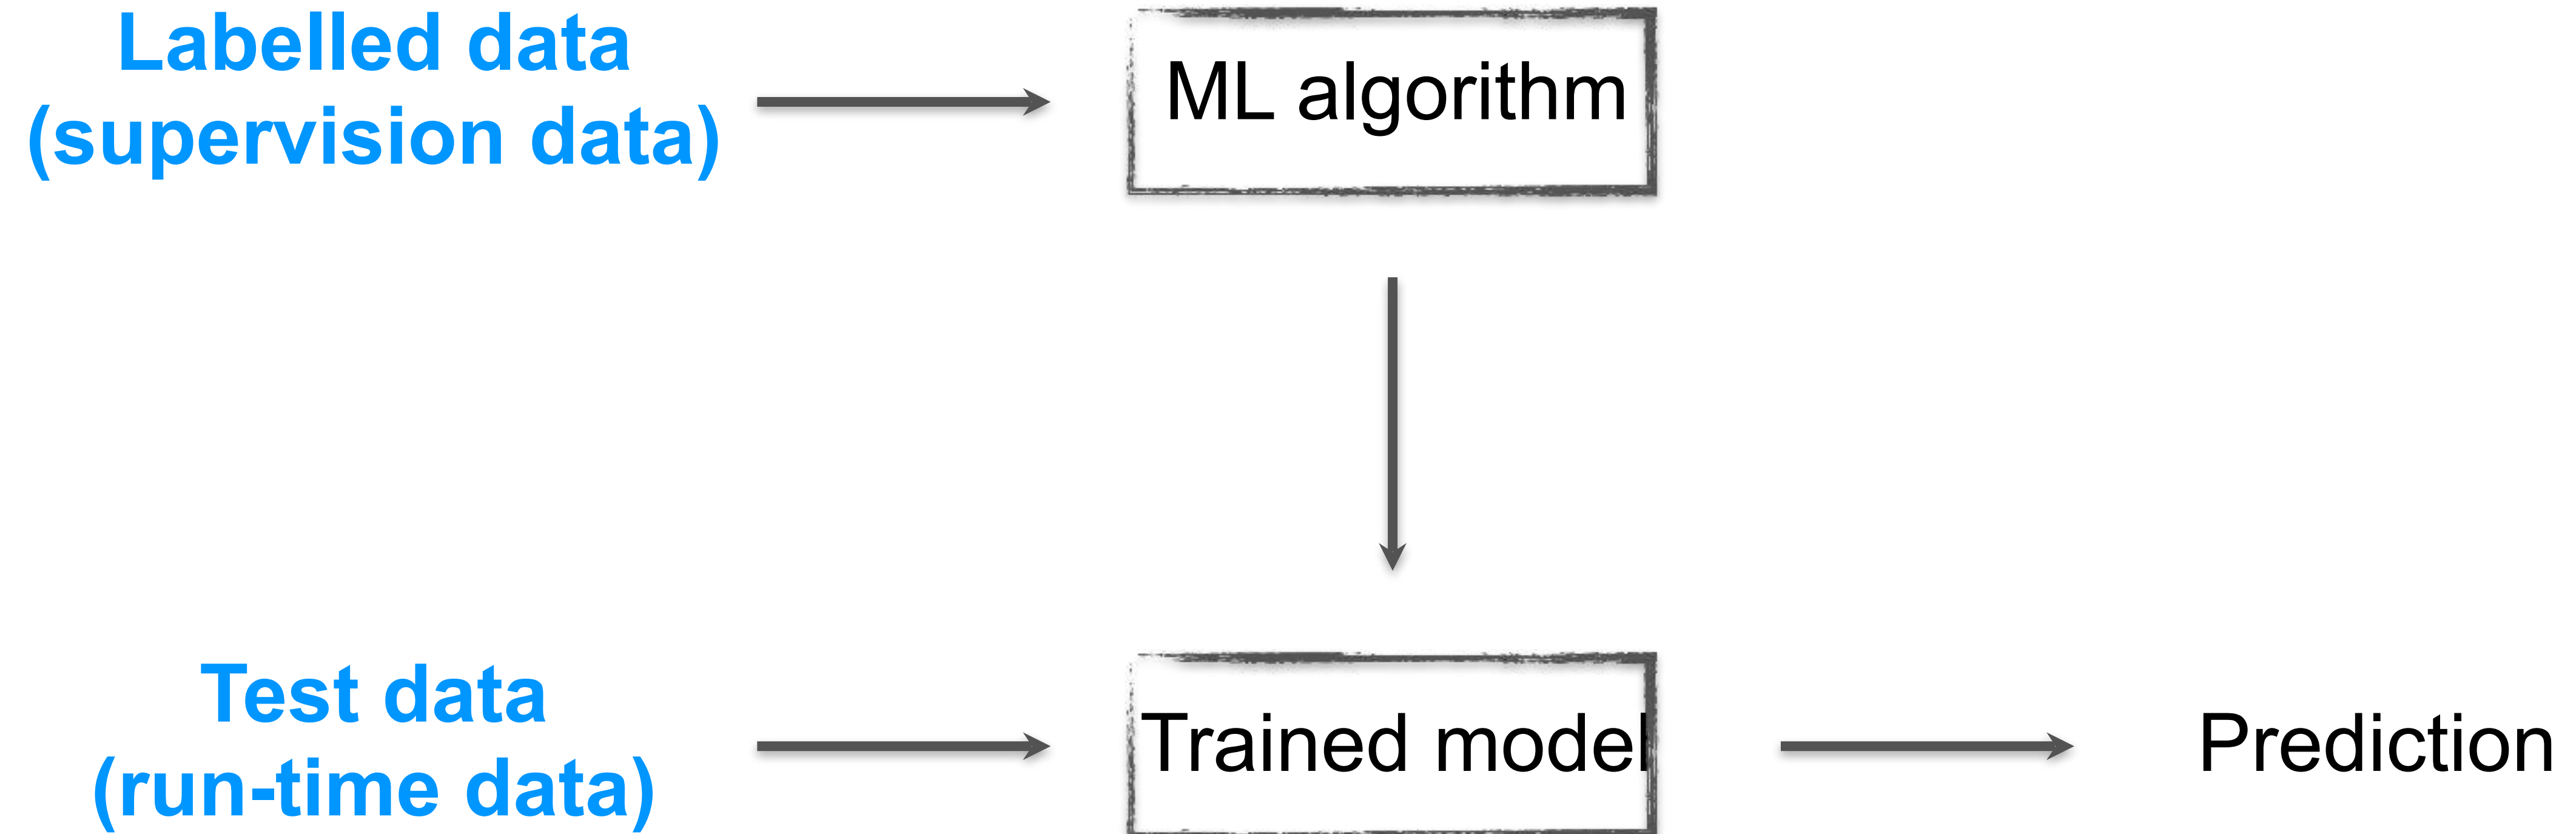 Labelled data
(supervision data)
ML algorithm
Test data
(run-time data)
Trained model
Prediction